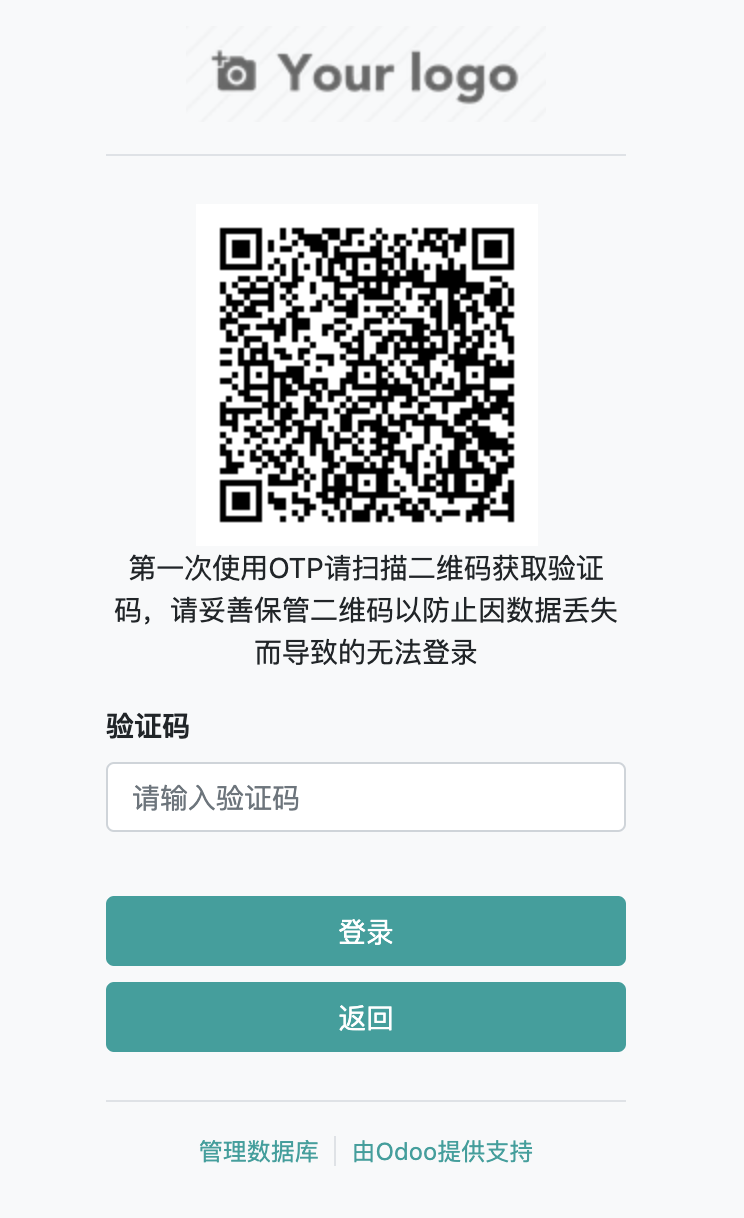 Your logo
第一次使用OTP请扫描二维码获取验证
码，请妥善保管二维码以防止因数据丢失
而导致的无法登录
验证码
请输入验证码
登录
返回
管理数据库 由Odoo提供支持